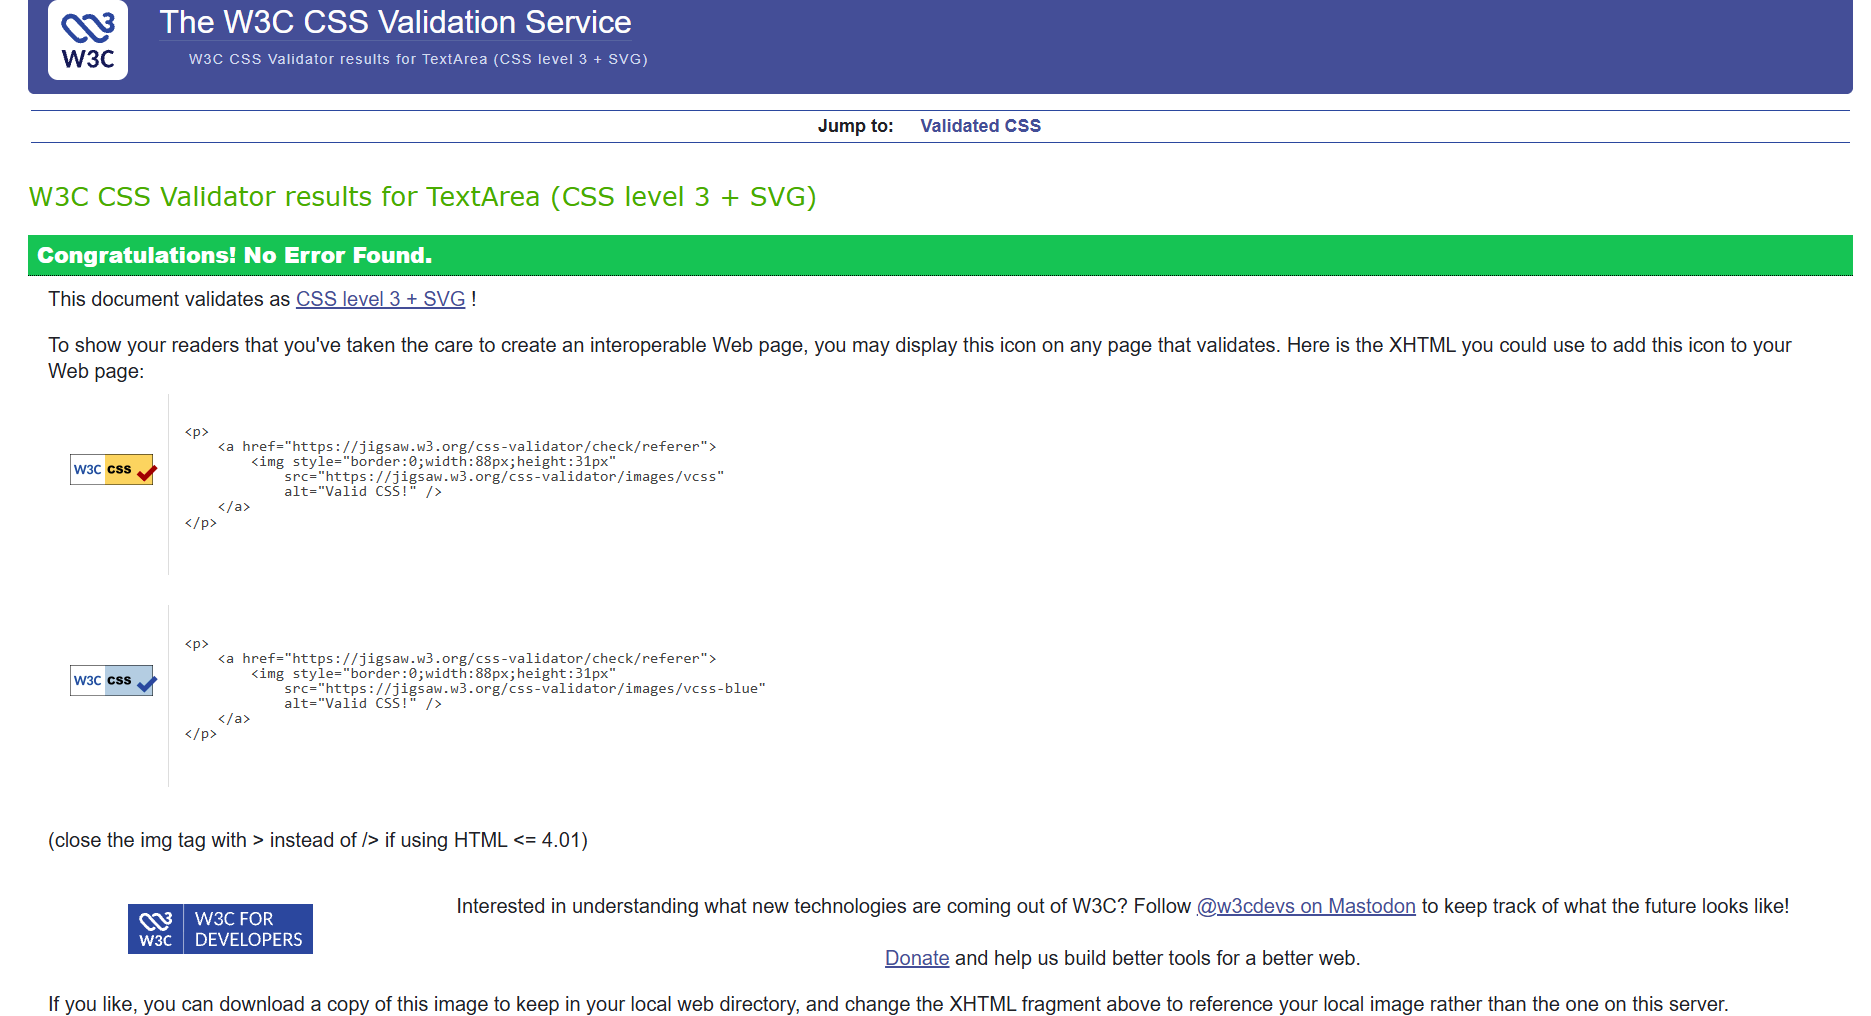 W3C
The W3C CSS Validation Service
W3C CSS Validator results for TextArea (CSS level 3 + SVG)
Jump to: Validated CSS
W3C CSS Validator results for TextArea (CSS level 3 + SVG)
Congratulations! No Error Found.
This document validates as CSS level 3 + SVG !
To show your readers that you've taken the care to create an interoperable Web page, you may display this icon on any page that validates. Here is the XHTML you could use to add this icon to your
Web page:
W3C css
<p>
    <a href="https://jigsaw.w3.org/css-validator/check/referer">
        <img style="border:0;width:88px;height:31px"
            src="https://jigsaw.w3.org/css-validator/images/vcss"
            alt="Valid CSS!" />
    </a>
</p>
W3C css
<p>
    <a href="https://jigsaw.w3.org/css-validator/check/referer">
        <img style="border:0;width:88px;height:31px"
            src="https://jigsaw.w3.org/css-validator/images/vcss-blue"
            alt="Valid CSS!" />
    </a>
</p>
(close the img tag with > instead of /> if using HTML <= 4.01)
W3C
W3C FOR
DEVELOPERS
Interested in understanding what new technologies are coming out of W3C? Follow @w3cdevs on Mastodon to keep track of what the future looks like!
Donate and help us build better tools for a better web.
If you like, you can download a copy of this image to keep in your local web directory, and change the XHTML fragment above to reference your local image rather than the one on this server.